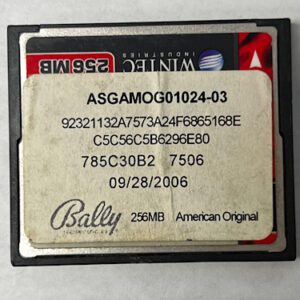 WINTEC
INDUSTRIES
256MB
ASGAMOG01024-03
92321132A7573A24F6865168E
C5C56C5B6296E80
785C30B2 7506
09/28/2006
Bally
256MB American Original